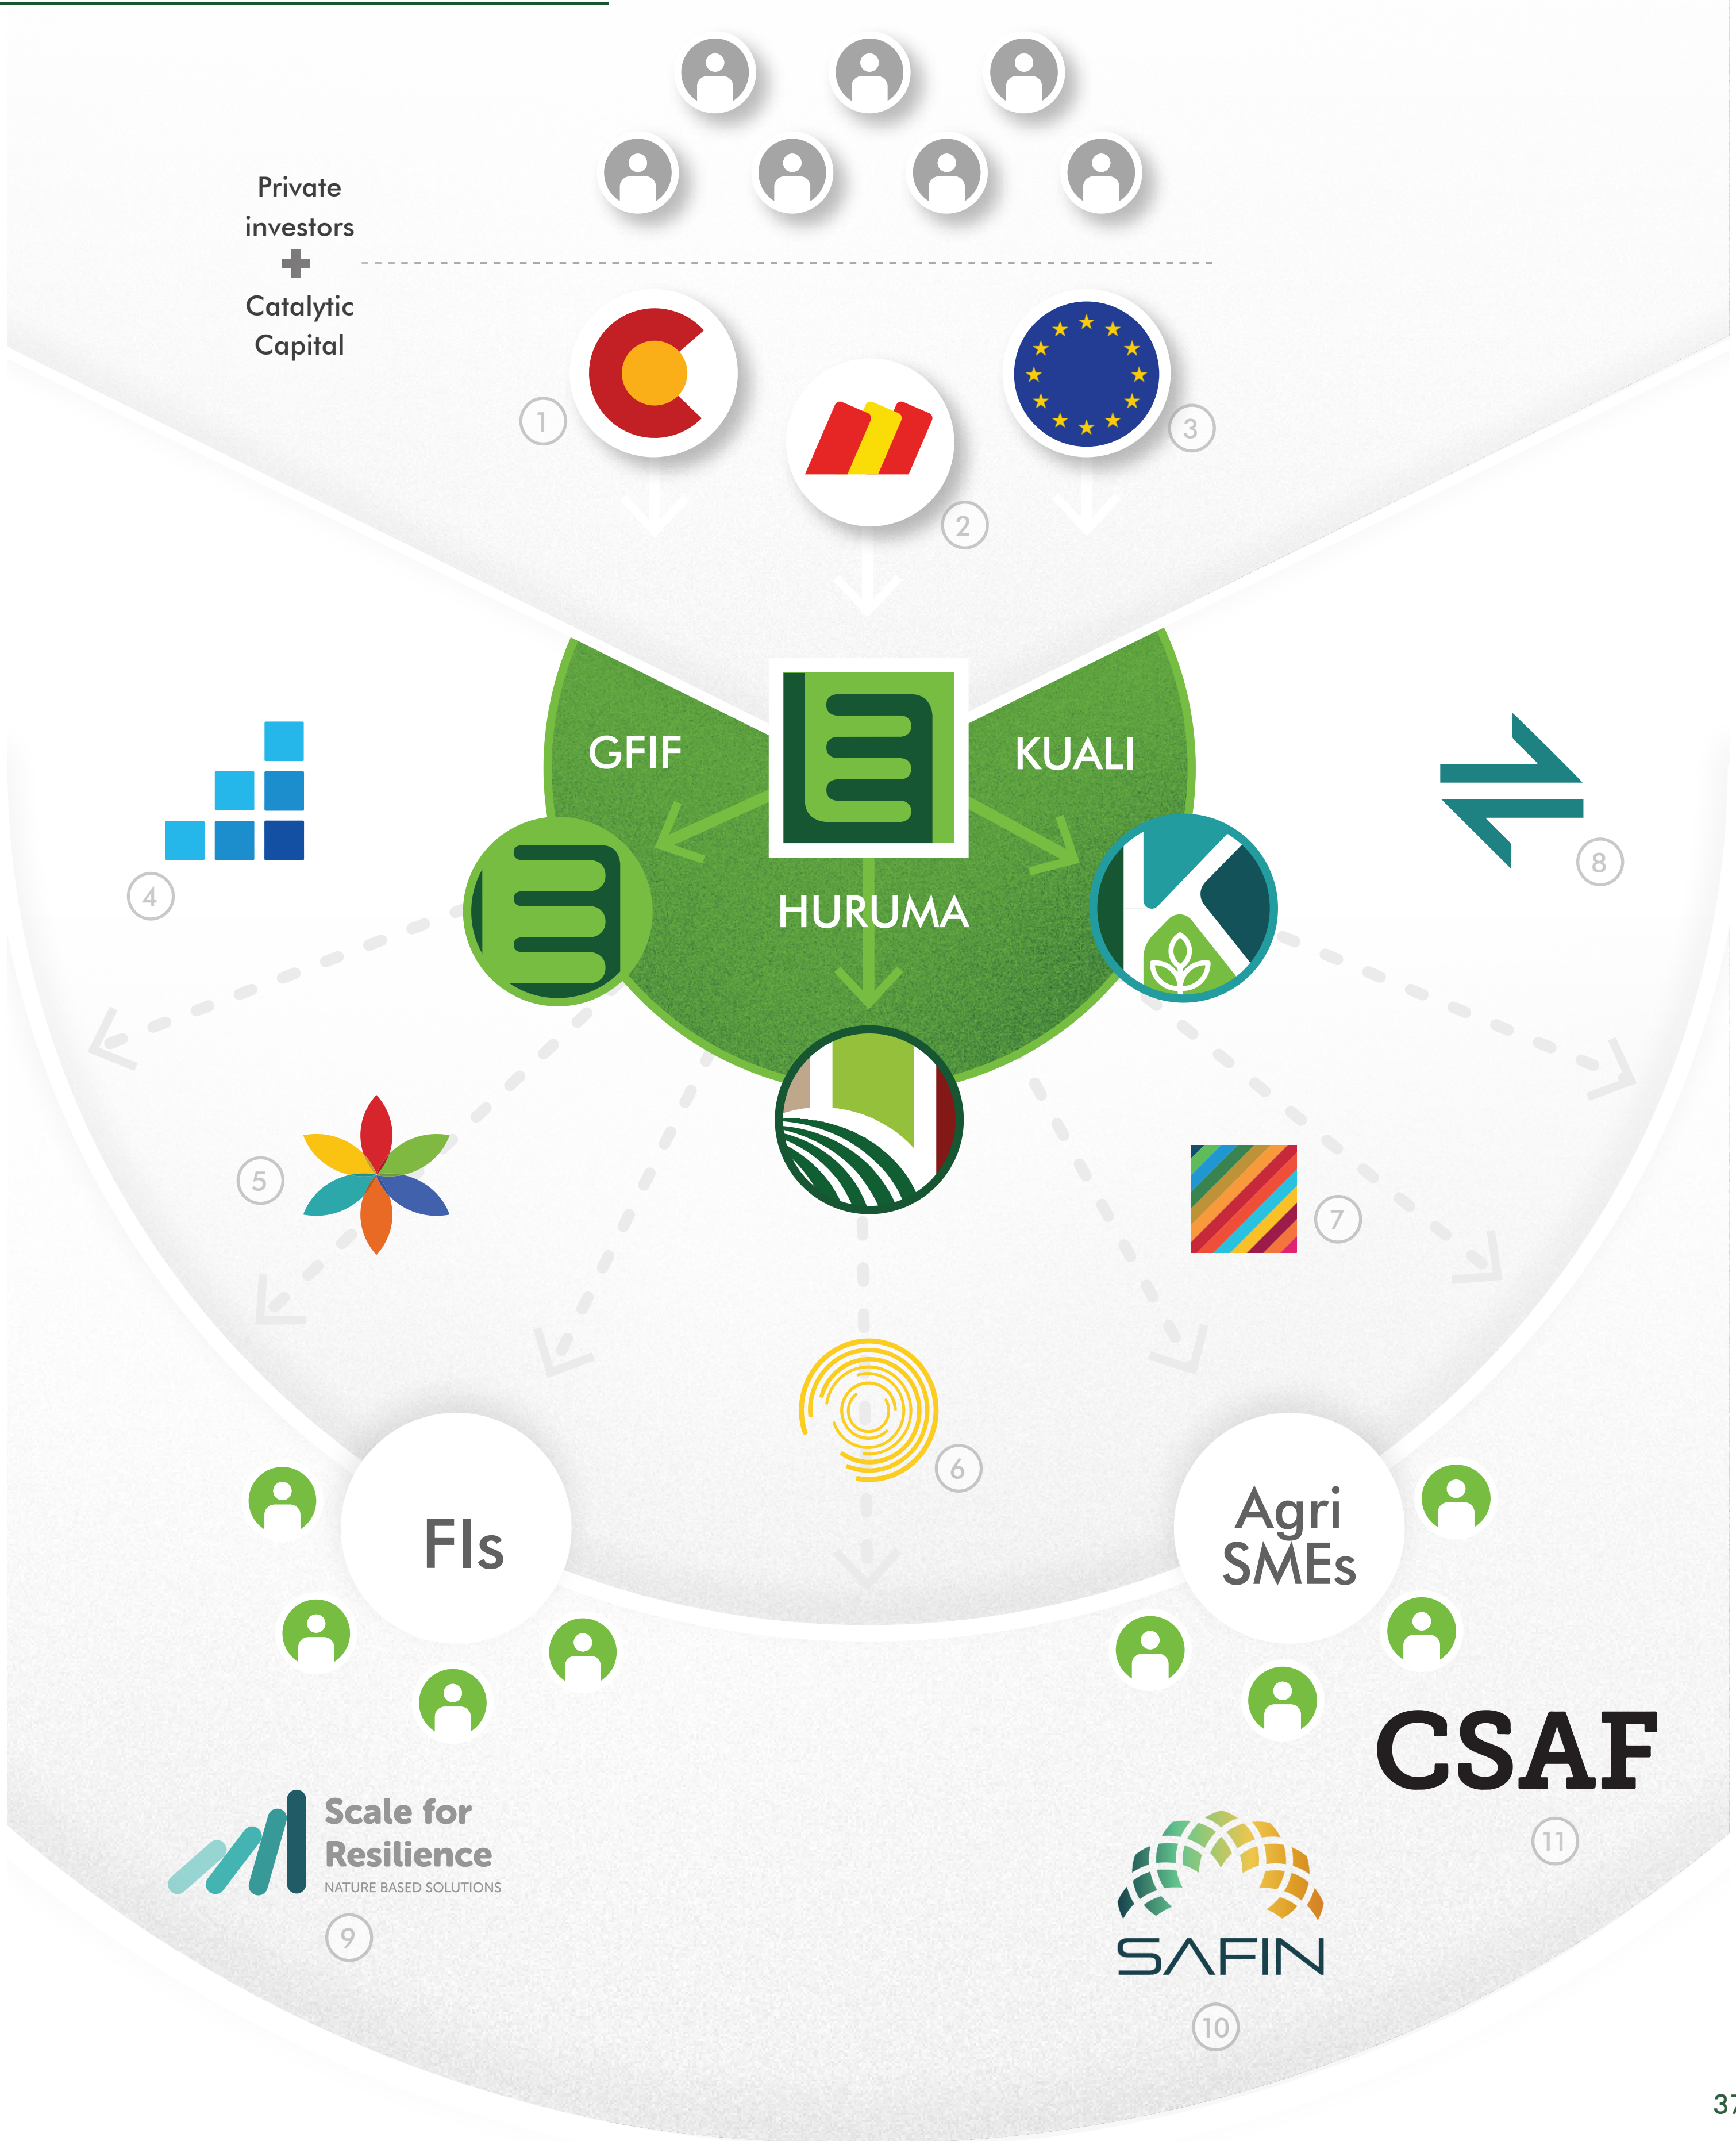 Private
investors
Catalytic
Capital
1
3
2
GFIF
KUALI
HURUMA
4
8
5
7
6
FIs
Agri
SMEs
CSAF
11
Scale for
Resilience
NATURE BASED SOLUTIONS
9
SAFIN
10
37